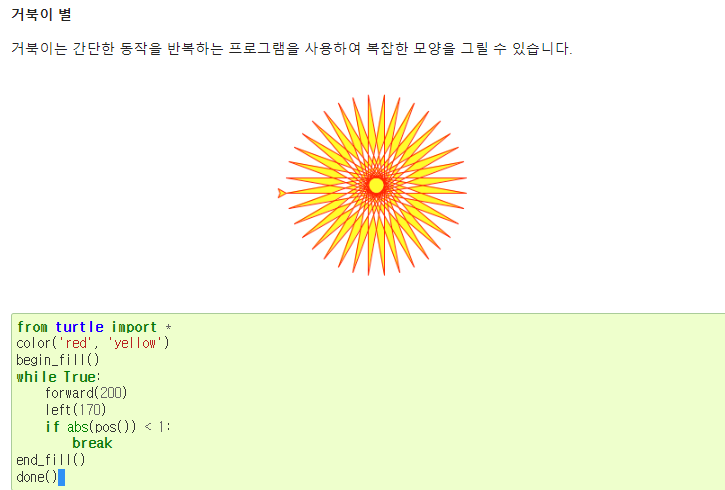 거북이 별
거북이는 간단한 동작을 반복하는 프로그램을 사용하여 복잡한 모양을 그릴 수 있습니다.
from turtle import *
color('red', 'yellow')
begin_fill()
while True:
    forward(200)
    left(170)
    if abs(pos()) < 1:
        break
end_fill()
done()